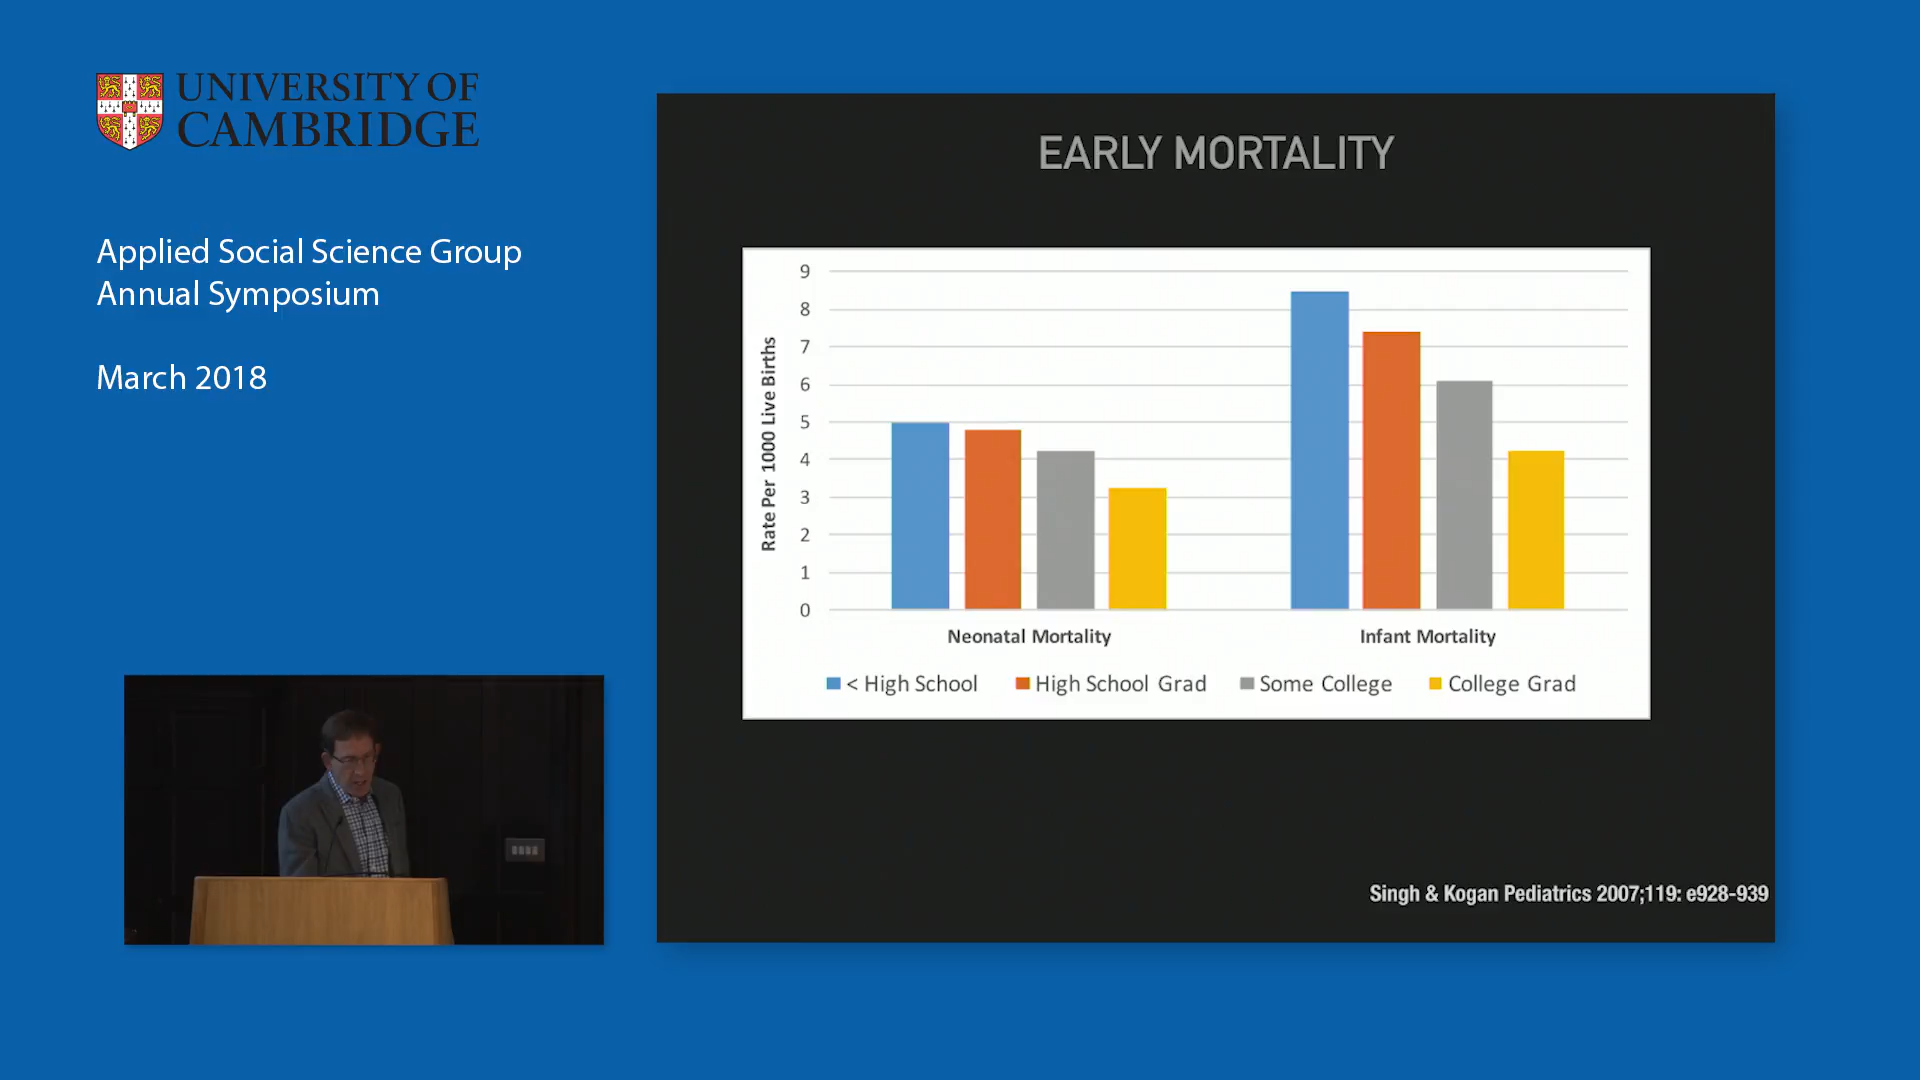 UNIVERSITY OF
CAMBRIDGE
Applied Social Science Group
Annual Symposium
March 2018
EARLY MORTALITY
9
8
7
6
5
4
3
2
1
0
Rate Per 1000 Live Births
Neonatal Mortality
Infant Mortality
< High School
High School Grad
Some College
College Grad
Singh & Kogan Pediatrics 2007;119: e928-939